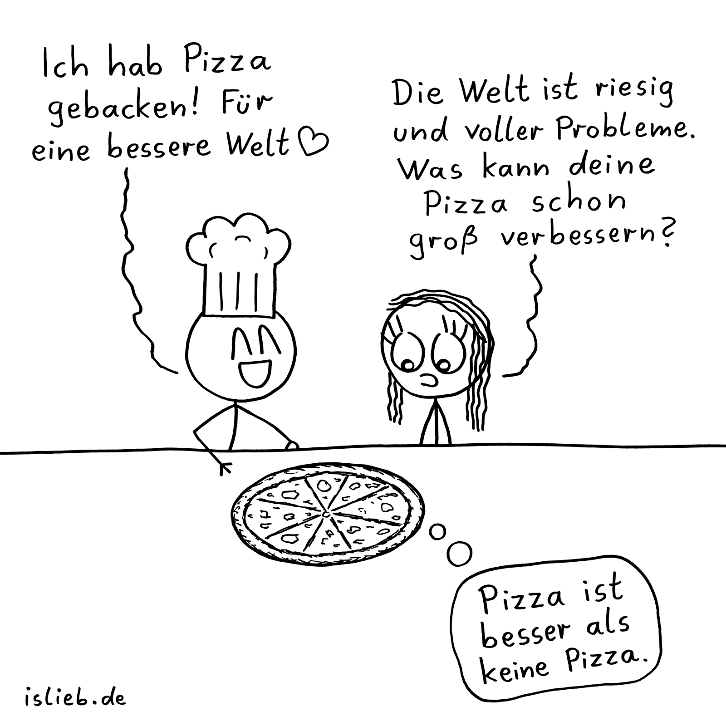 Ich hab Pizza
gebacken! Für
eine bessere Welt♡
Die Welt ist riesig
und voller Probleme.
Was kann deine
Pizza schon
groß verbessern?
Pizza ist
besser als
keine Pizza.
islieb.de